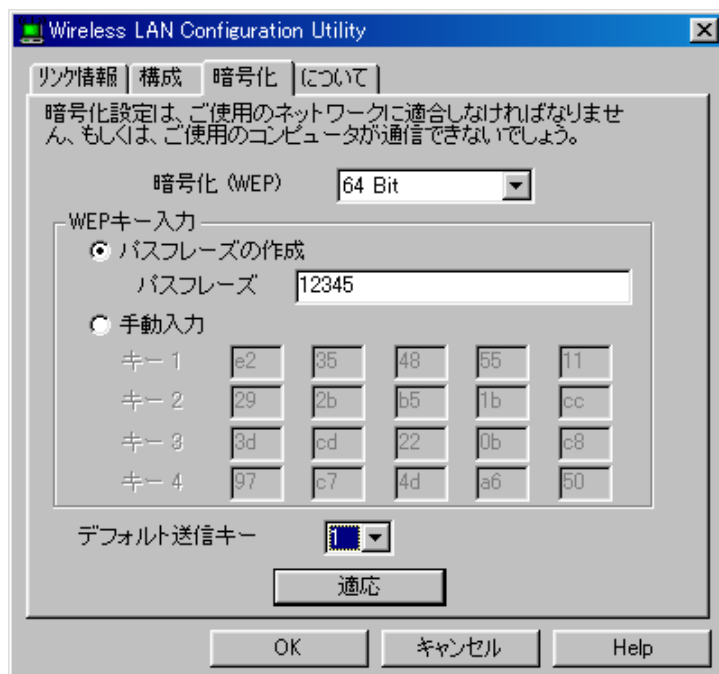 Wireless LAN Configuration Utility
リンク情報 構成 暗号化 について
暗号化設定は、ご使用のネットワークに適合しなければなりませ
ん、もしくは、ご使用のコンピュータが通信できないでしょう。
暗号化 (WEP) 64 Bit
WEPキー入力
パスフレーズの作成
パスフレーズ 12345
手動入力
キー 1 e2 35 48 55 11
キー 2 29 2b b5 1b cc
キー 3 3d cd 22 0b c8
キー 4 97 c7 4d a6 50
デフォルト送信キー 1
適応
OK キャンセル Help